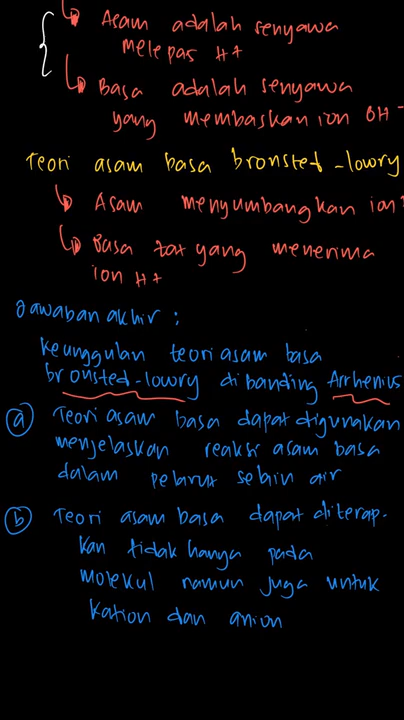 Asam adalah senyawa
melepas H+
Basa adalah senyawa
yang membaskan ion OH-
Teori asam basa bronsted-lowry
Asam menyumbangkan ion
Basa zat yang menerima
ion H+
Jawaban akhir :
Keunggulan teori asam basa
bronsted-lowry dibanding Arrhenius
(a) Teori asam basa dapat digunakan
menjelaskan reaksi asam basa
dalam pelarut selain air
(b) Teori asam basa dapat diterap-
kan tidak hanya pada
molekul namun juga untuk
kation dan anion